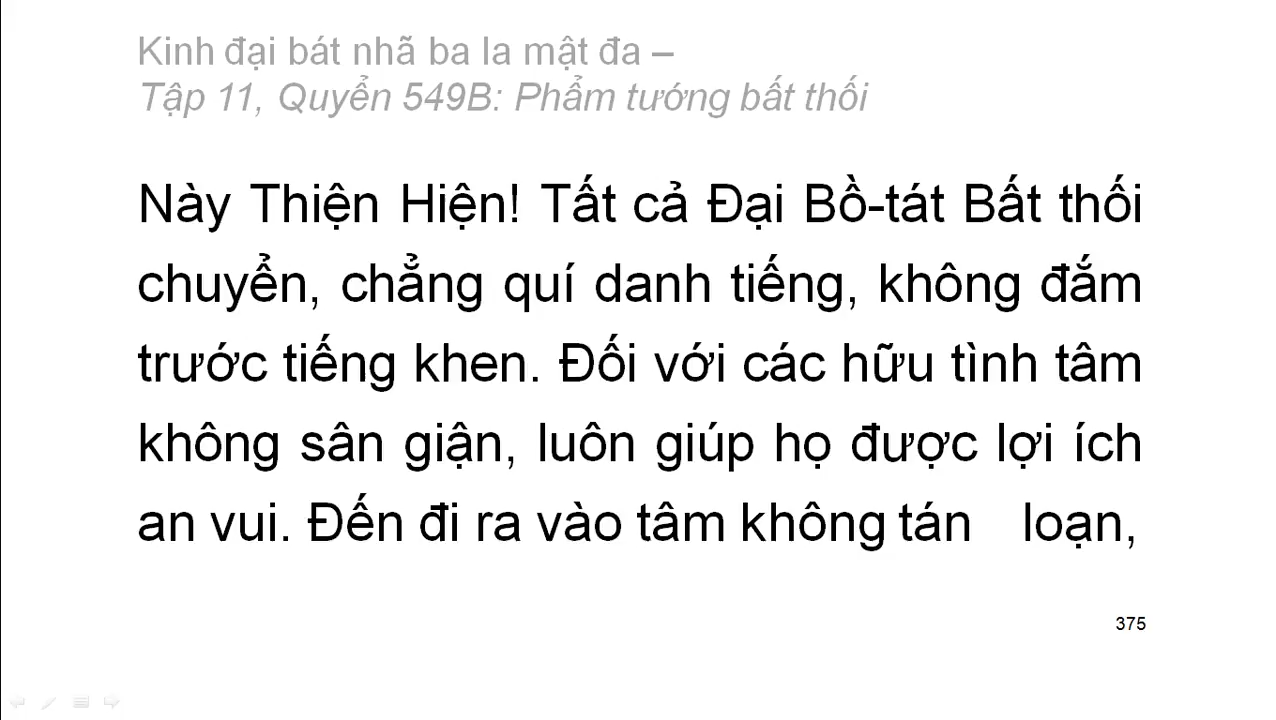 Kinh đại bát nhã ba la mật đa –
Tập 11, Quyển 549B: Phẩm tướng bất thối
Này Thiện Hiện! Tất cả Đại Bồ-tát Bất thối
chuyển, chẳng quí danh tiếng, không đắm
trước tiếng khen. Đối với các hữu tình tâm
không sân giận, luôn giúp họ được lợi ích
an vui. Đến đi ra vào tâm không tán loạn,
375